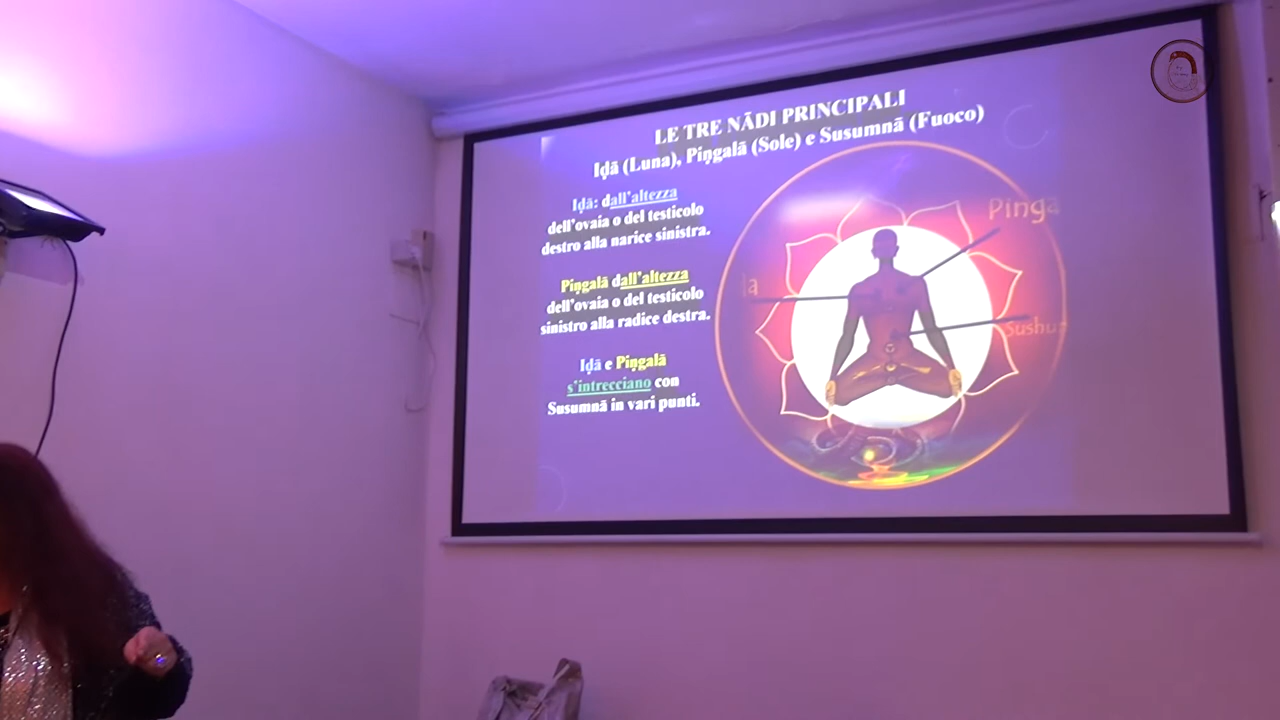 LE TRE NĀDI PRINCIPALI
Iḍā (Luna), Piṇgalā (Sole) e Susumnā (Fuoco)
Iḍā: dall'altezza
dell'ovaia o del testicolo
destro alla narice sinistra.
Piṇgalā dall'altezza
dell'ovaia o del testicolo
sinistro alla radice destra.
Iḍā e Piṇgalā
s'intrecciano con
Susumnā in vari punti.
Pinga
la
Sushu